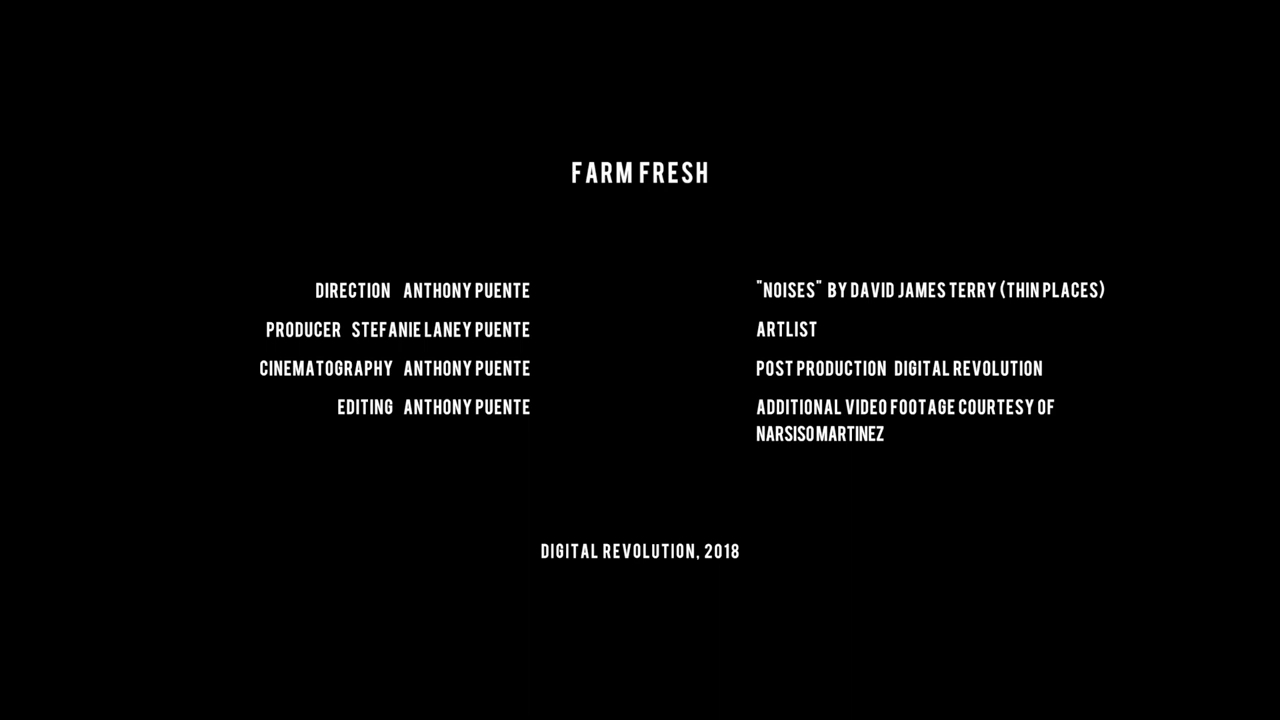 FARM FRESH
DIRECTION ANTHONY PUENTE
PRODUCER STEFANIE LANEY PUENTE
CINEMATOGRAPHY ANTHONY PUENTE
EDITING ANTHONY PUENTE
"NOISES" BY DAVID JAMES TERRY (THIN PLACES)
ARTLIST
POST PRODUCTION DIGITAL REVOLUTION
ADDITIONAL VIDEO FOOTAGE COURTESY OF
NARSISO MARTINEZ
DIGITAL REVOLUTION, 2018